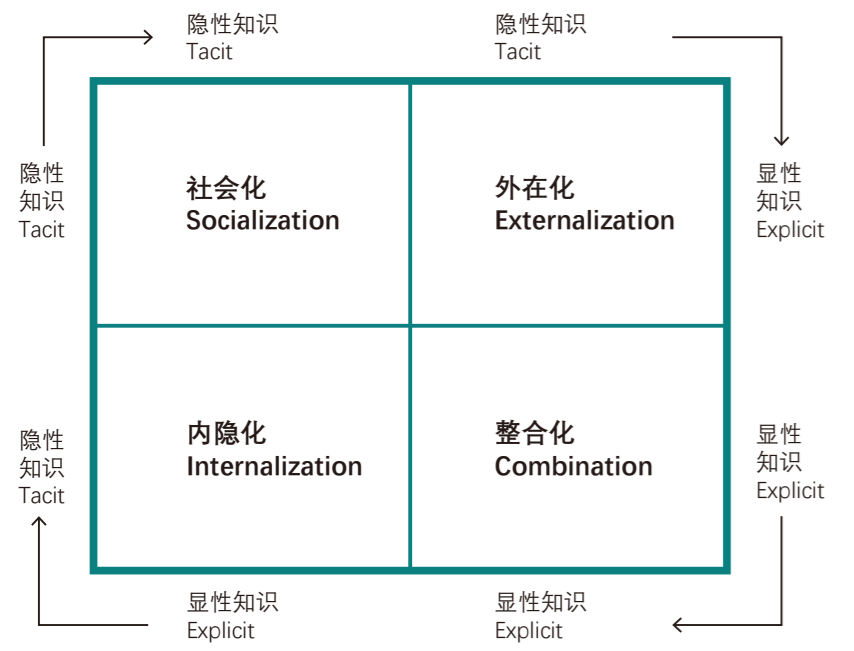 隐性知识
Tacit
隐性知识
Tacit
隐性
知识
Tacit
社会化
Socialization
外在化
Externalization
显性
知识
Explicit
隐性
知识
Tacit
内隐化
Internalization
整合化
Combination
显性
知识
Explicit
显性知识
Explicit
显性知识
Explicit